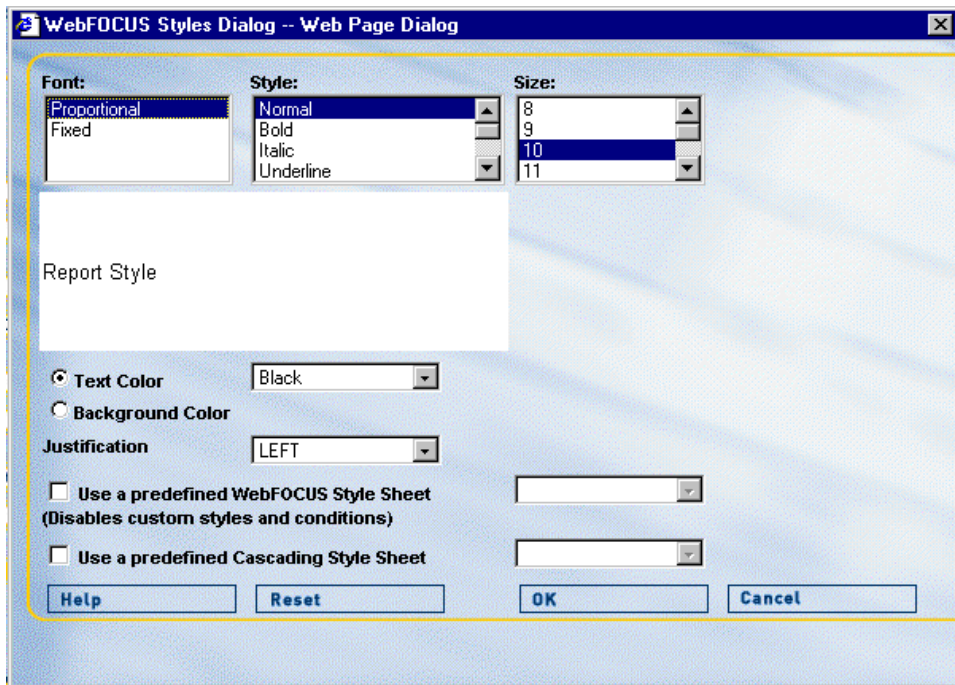 WebFOCUS Styles Dialog -- Web Page Dialog
Font: Style: Size:
Proportional Normal 8
Fixed Bold 9
Italic 10
Underline 11
Report Style
Text Color Black
Background Color
Justification LEFT
Use a predefined WebFOCUS Style Sheet
(Disables custom styles and conditions)
Use a predefined Cascading Style Sheet
Help Reset OK Cancel